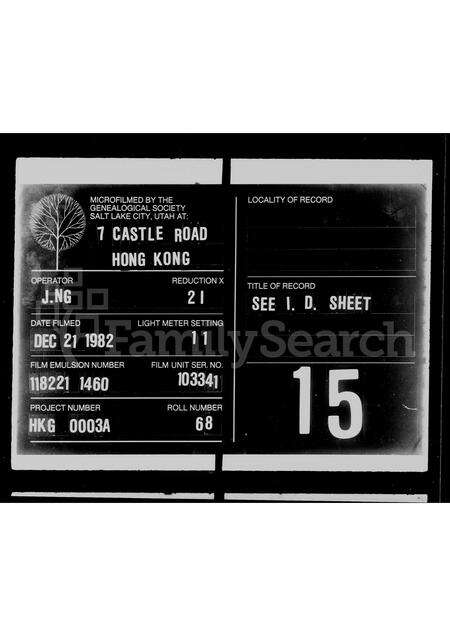 MICROFILMED BY THE
GENEALOGICAL SOCIETY
SALT LAKE CITY, UTAH AT:
7 CASTLE ROAD
HONG KONG
OPERATOR REDUCTION X
J.NG 21
DATE FILMED LIGHT METER SETTING
DEC 21 1982 11
FILM EMULSION NUMBER FILM UNIT SER. NO.
118221 1460 103341
PROJECT NUMBER ROLL NUMBER
HKG 0003A 68
LOCALITY OF RECORD
TITLE OF RECORD
SEE I. D. SHEET
15
FamilySearch